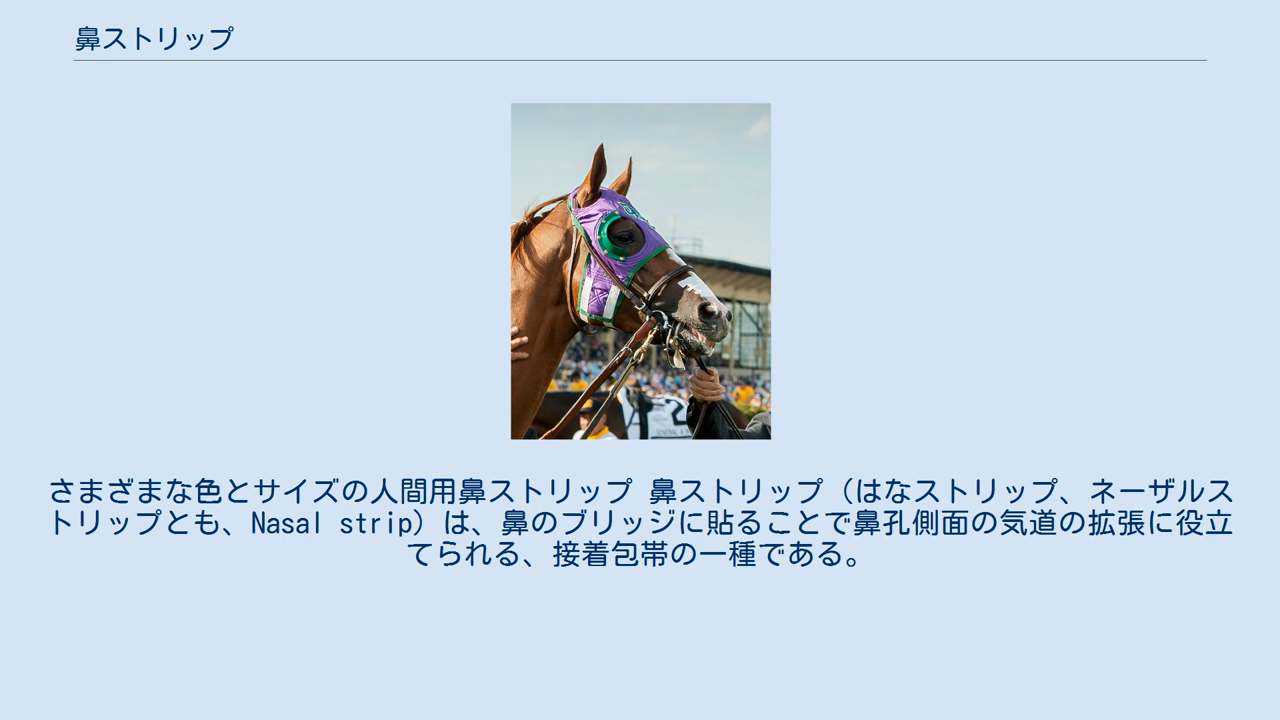 鼻ストリップ
2
さまざまな色とサイズの人間用鼻ストリップ 鼻ストリップ（はなストリップ、ネーザルス
トリップとも、Nasal strip）は、鼻のブリッジに貼ることで鼻孔側面の気道の拡張に役立
てられる、接着包帯の一種である。